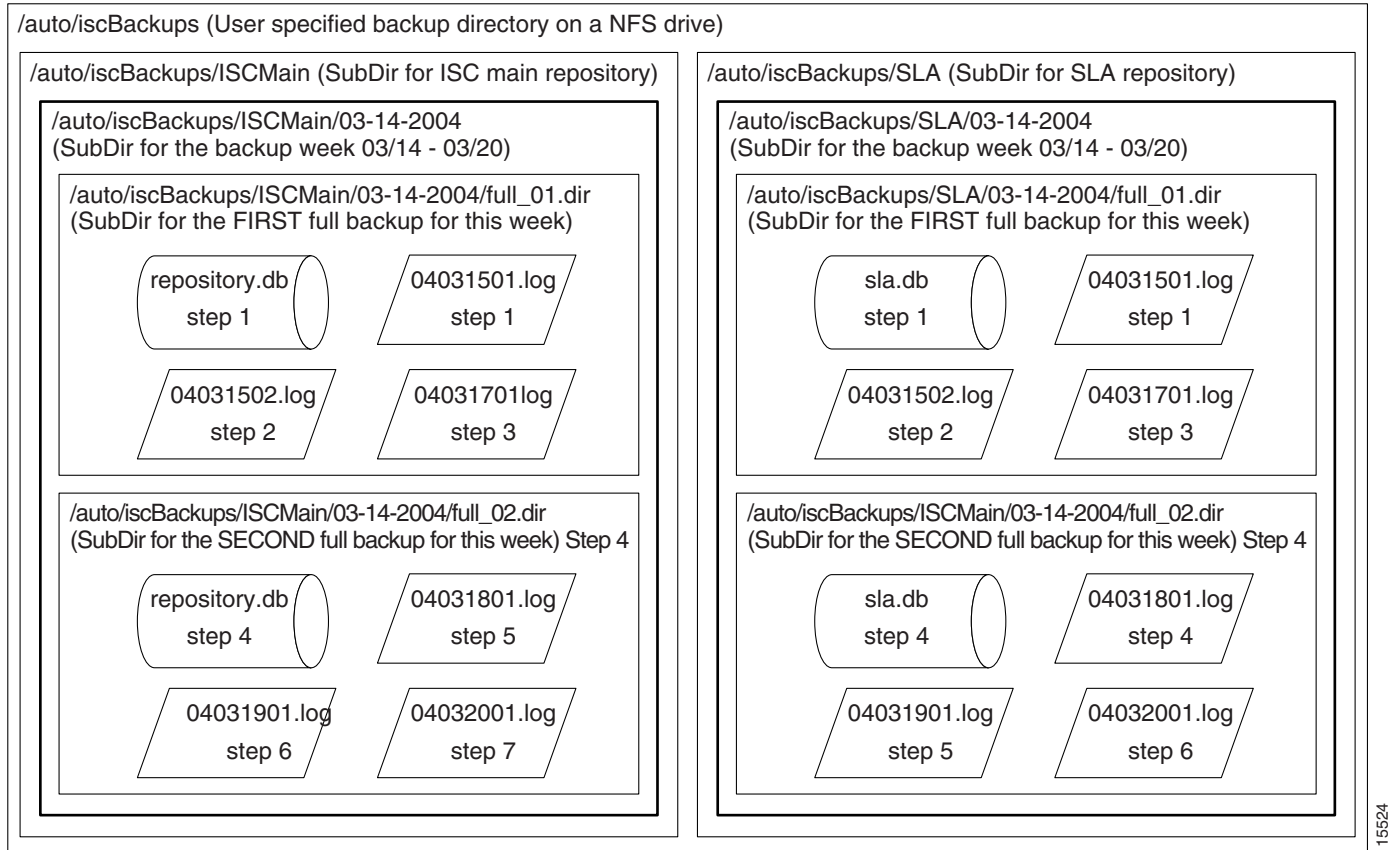 /auto/iscBackups (User specified backup directory on a NFS drive)
/auto/iscBackups/ISCMain (SubDir for ISC main repository)
/auto/iscBackups/ISCMain/03-14-2004
(SubDir for the backup week 03/14 - 03/20)
/auto/iscBackups/ISCMain/03-14-2004/full_01.dir
(SubDir for the FIRST full backup for this week)
repository.db
step 1
04031501.log
step 1
04031502.log
step 2
04031701log
step 3
/auto/iscBackups/ISCMain/03-14-2004/full_02.dir
(SubDir for the SECOND full backup for this week) Step 4
repository.db
step 4
04031801.log
step 5
04031901.log
step 6
04032001.log
step 7
/auto/iscBackups/SLA (SubDir for SLA repository)
/auto/iscBackups/SLA/03-14-2004
(SubDir for the backup week 03/14 - 03/20)
/auto/iscBackups/SLA/03-14-2004/full_01.dir
(SubDir for the FIRST full backup for this week)
sla.db
step 1
04031501.log
step 1
04031502.log
step 2
04031701.log
step 3
/auto/iscBackups/ISCMain/03-14-2004/full_02.dir
(SubDir for the SECOND full backup for this week) Step 4
sla.db
step 4
04031801.log
step 4
04031901.log
step 5
04032001.log
step 6
15524